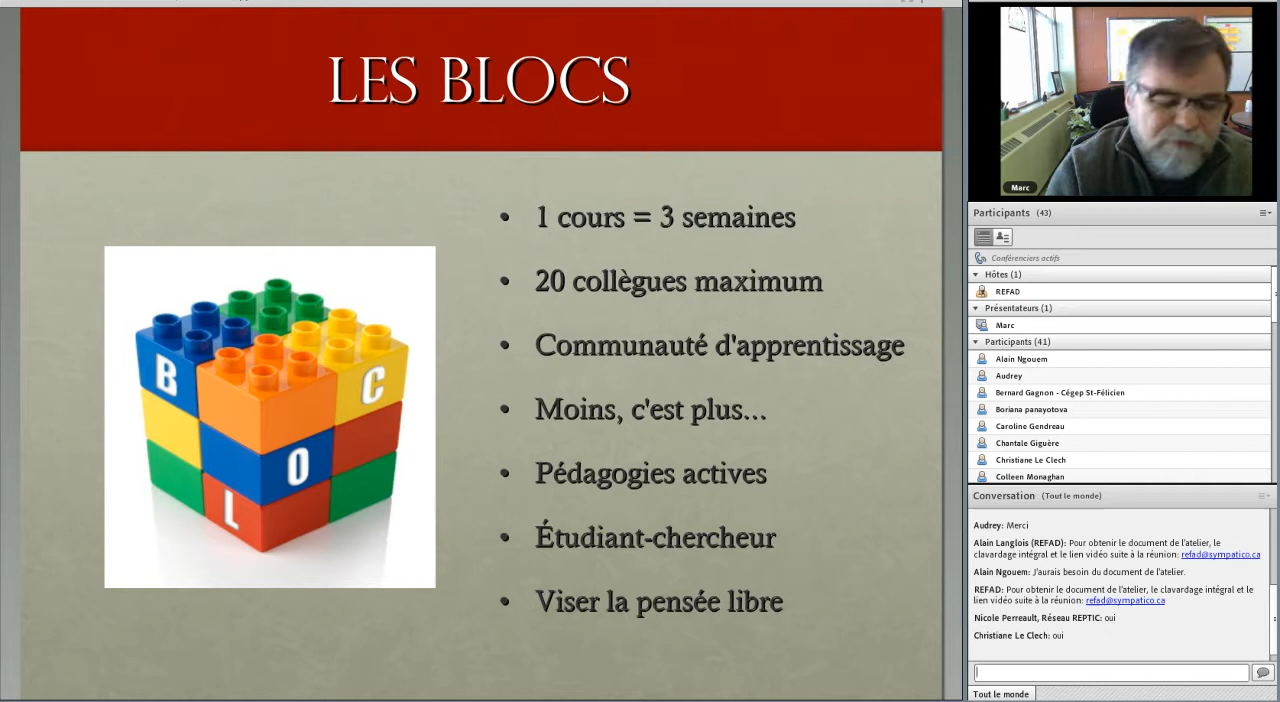 LES BLOCS
B
C
O
L
• 1 cours = 3 semaines
• 20 collègues maximum
• Communauté d'apprentissage
• Moins, c'est plus...
• Pédagogies actives
• Étudiant-chercheur
• Viser la pensée libre
Marc
Participants (43)
Conférenciers actifs
Hôtes (1)
REFAD
Présentateurs (1)
Marc
Participants (41)
Alain Ngouem
Audrey
Bernard Gagnon - Cégep St-Félicien
Boriana panayotova
Caroline Gendreau
Chantale Giguère
Christiane Le Clech
Colleen Monaghan
Conversation (Tout le monde)
Audrey: Merci
Alain Langlois (REFAD): Pour obtenir le document de l'atelier, le
clavardage intégral et le lien vidéo suite à la réunion: refad@sympatico.ca
Alain Ngouem: J'aurais besoin du document de l'atelier.
REFAD: Pour obtenir le document de l'atelier, le clavardage intégral et le
lien vidéo suite à la réunion: refad@sympatico.ca
Nicole Perreault, Réseau REPTIC: oui
Christiane Le Clech: oui
Tout le monde